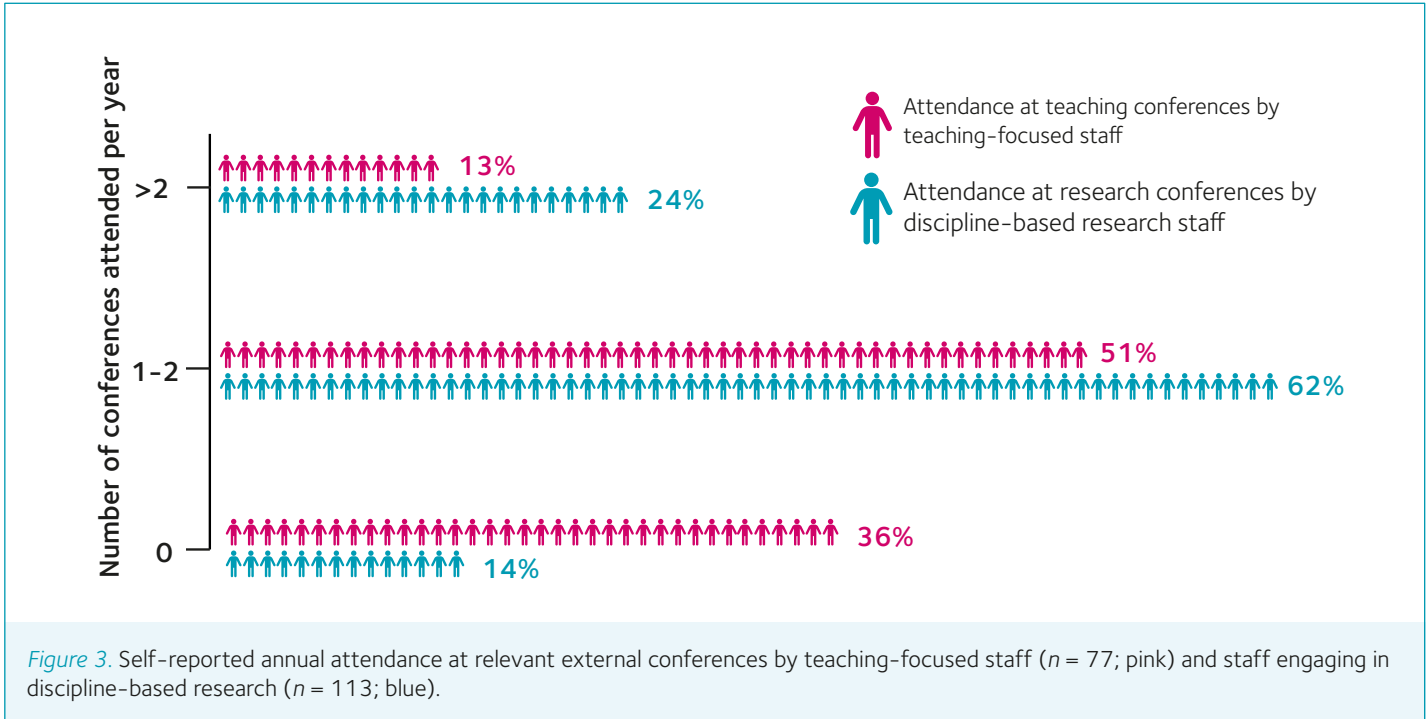 Number of conferences attended per year
>2
1-2
0
13%
24%
51%
62%
36%
14%
Attendance at teaching conferences by
teaching-focused staff
Attendance at research conferences by
discipline-based research staff
Figure 3. Self-reported annual attendance at relevant external conferences by teaching-focused staff (n = 77; pink) and staff engaging in
discipline-based research (n = 113; blue).